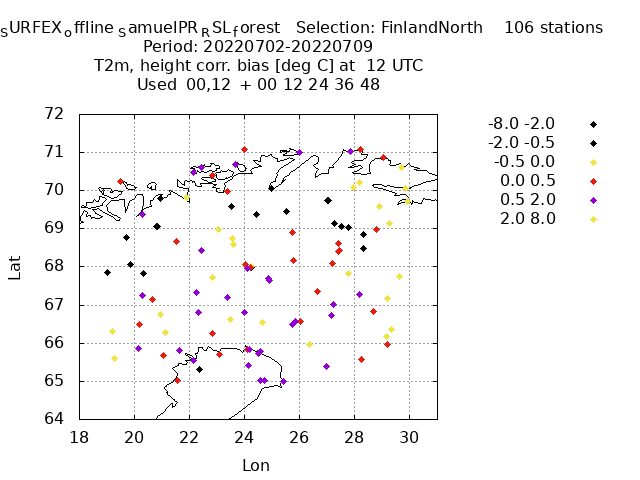 SURFEX_Offline_SamuelPR_RSL_forest   Selection: FinlandNorth    106 stations
Period: 20220702-20220709
T2m, height corr. bias [deg C] at  12 UTC
Used  00,12  + 00 12 24 36 48
-8.0 -2.0
-2.0 -0.5
-0.5 0.0
0.0 0.5
0.5 2.0
2.0 8.0
72
71
70
69
68
67
66
65
64
Lat
18 20 22 24 26 28 30
Lon